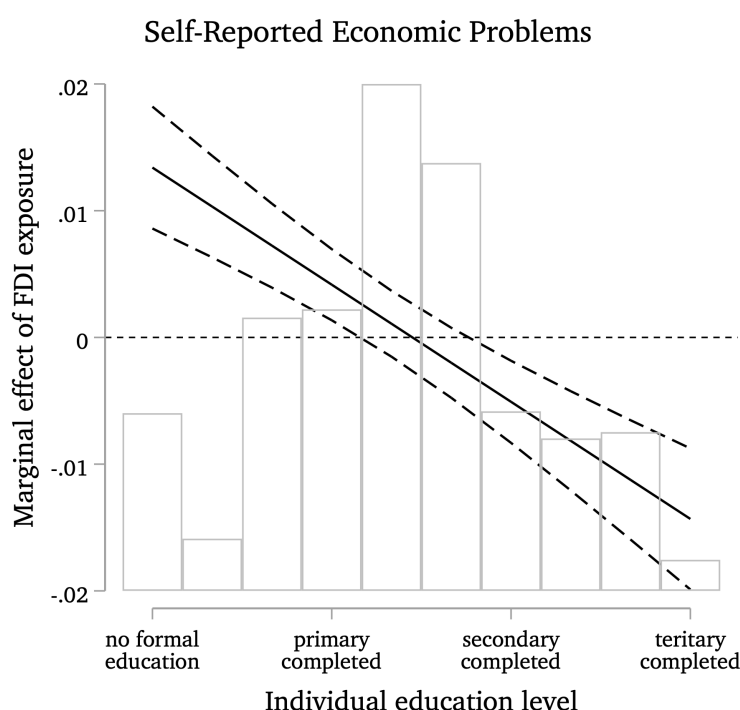 Self-Reported Economic Problems
Marginal effect of FDI exposure
.02
.01
0
-.01
-.02
no formal
education
primary
completed
secondary
completed
teritary
completed
Individual education level